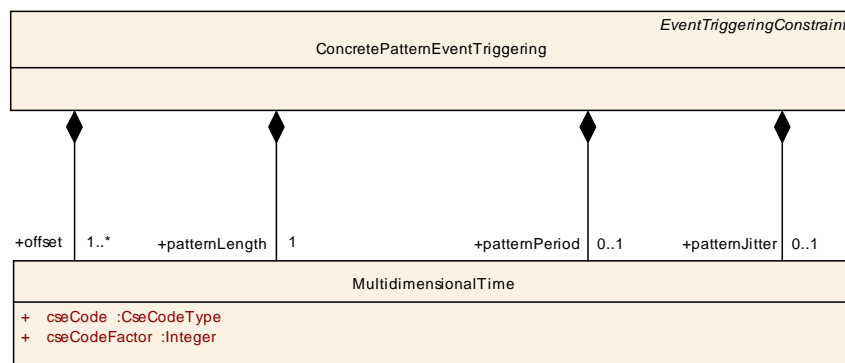 EventTriggeringConstraint
ConcretePatternEventTriggering
+offset 1..* +patternLength 1 +patternPeriod 0..1 +patternJitter 0..1
MultidimensionalTime
+ cseCode :CseCodeType
+ cseCodeFactor :Integer